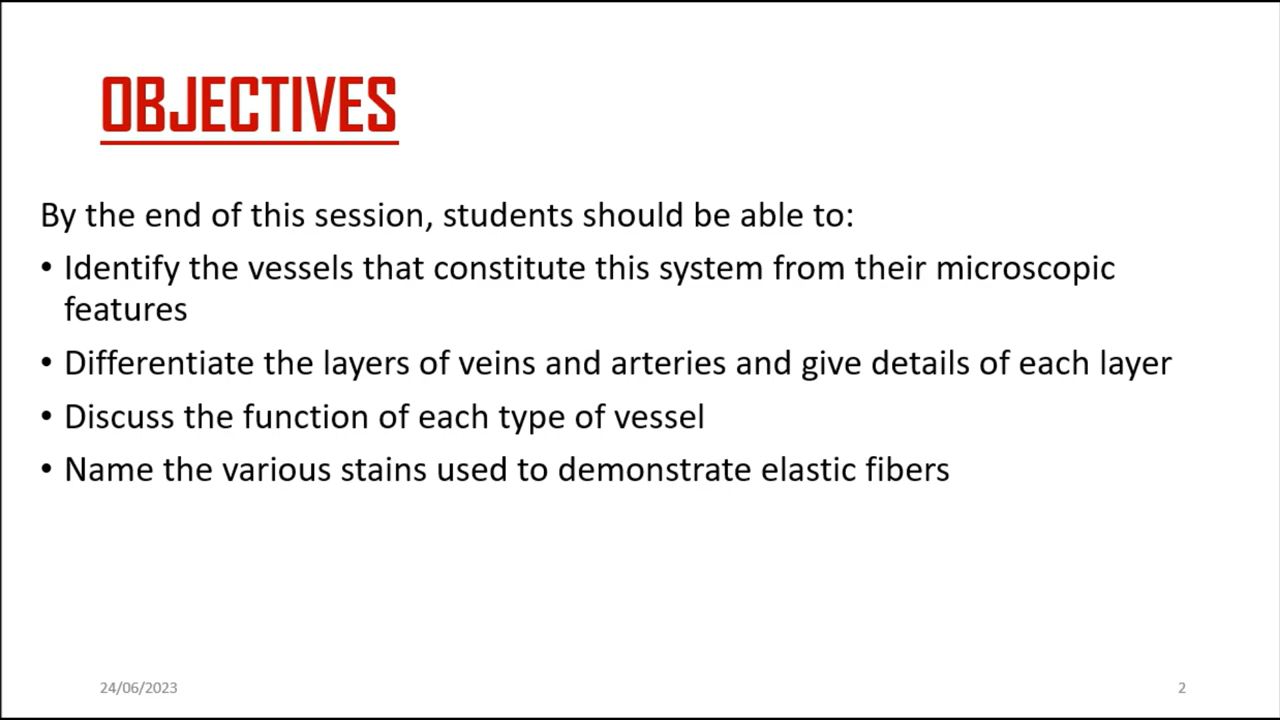 OBJECTIVES
By the end of this session, students should be able to:
• Identify the vessels that constitute this system from their microscopic
features
• Differentiate the layers of veins and arteries and give details of each layer
• Discuss the function of each type of vessel
• Name the various stains used to demonstrate elastic fibers
24/06/2023
2